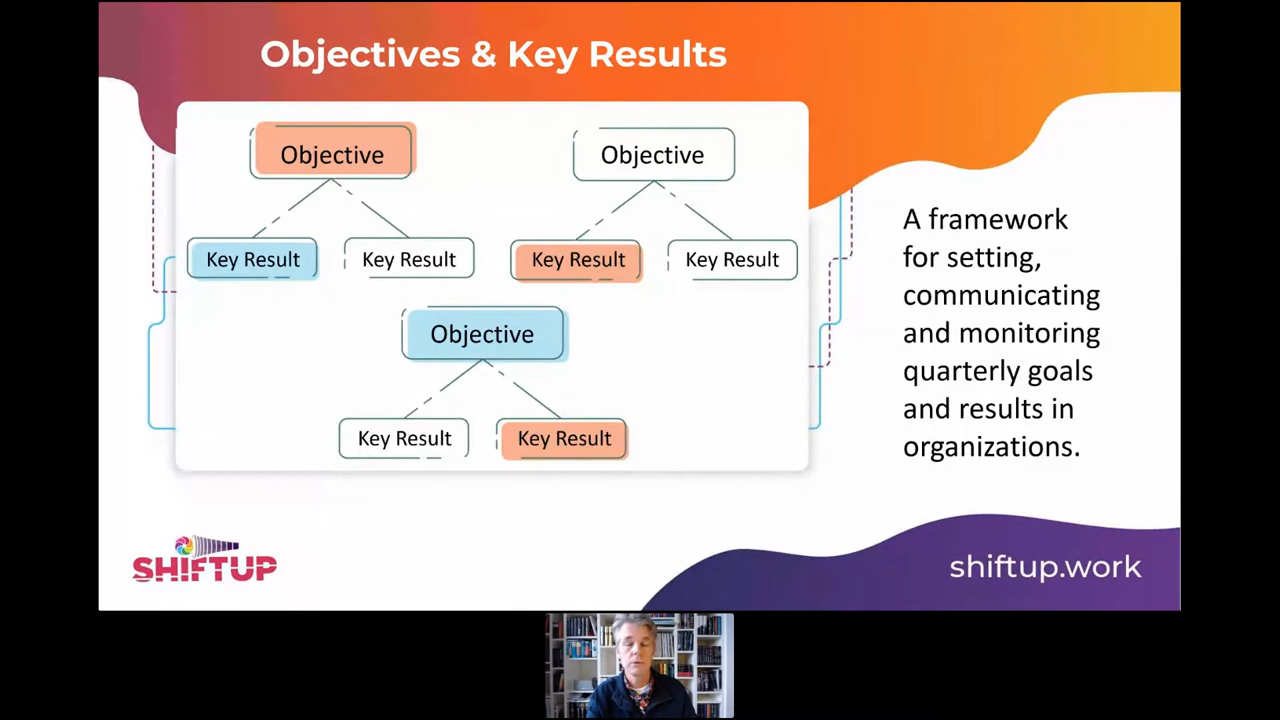 Objectives & Key Results
Objective
Objective
Key Result
Key Result
Key Result
Key Result
Objective
Key Result
Key Result
A framework
for setting,
communicating
and monitoring
quarterly goals
and results in
organizations.
SHIFTUP
shiftup.work